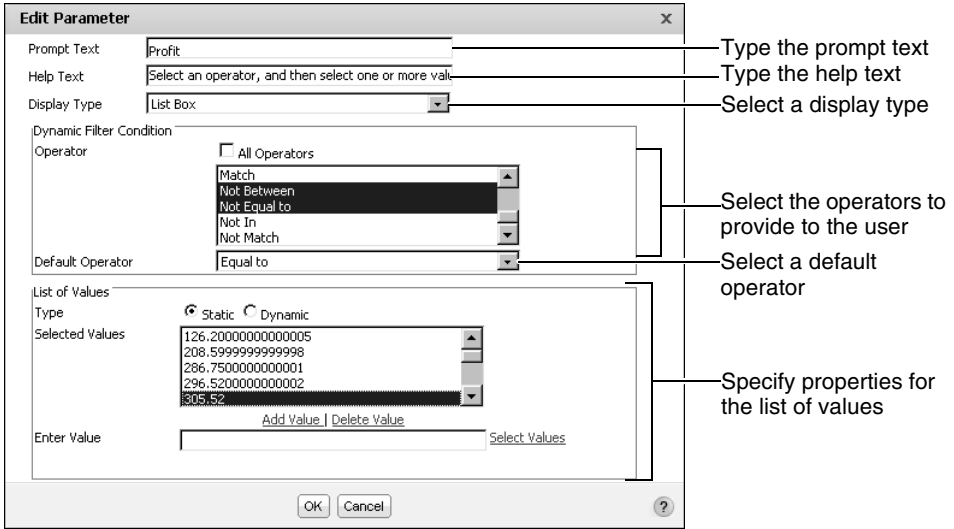 Edit Parameter x
Prompt Text Profit Type the prompt text
Help Text Select an operator, and then select one or more valu Type the help text
Display Type List Box Select a display type
Dynamic Filter Condition
Operator All Operators
Match
Not Between
Not Equal to
Not In
Not Match
Select the operators to
provide to the user
Default Operator Equal to Select a default
operator
List of Values
Type Static Dynamic
Selected Values 126.20000000000005
208.5999999999998
286.7500000000001
296.5200000000002
305.52
Specify properties for
the list of values
Add Value | Delete Value
Enter Value Select Values
OK Cancel ?